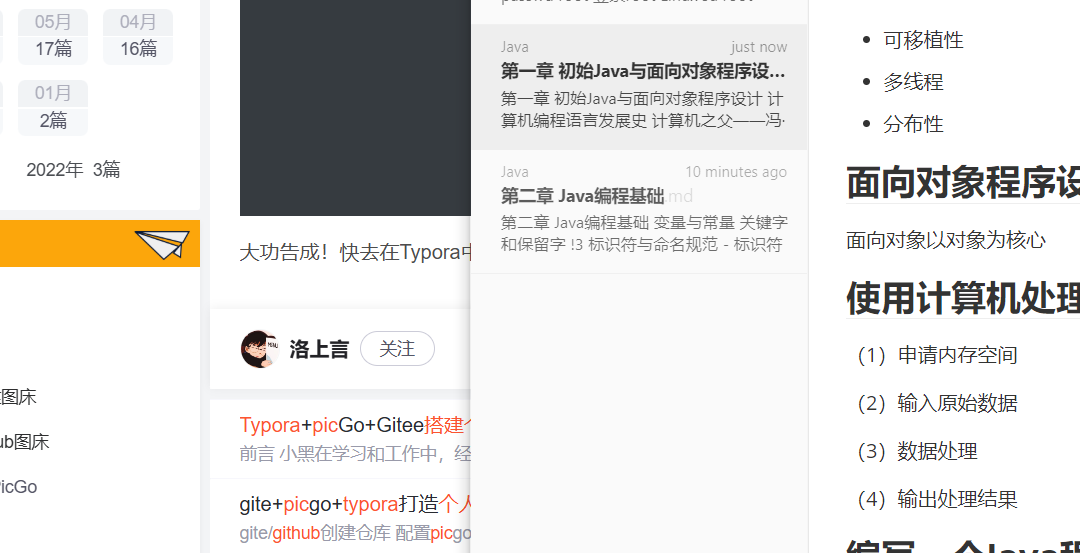 05月
04月
17篇
16篇
01月
2篇
2022年 3篇
图床
ub图床
PicGo
大功告成！快去在Typora中
洛上言
关注
MENU
Typora+picGo+Gitee搭建个
前言 小黑在学习和工作中，经
gite+picgo+typora打造个人
gite/github创建仓库 配置picgo
Java
just now
第一章 初始Java与面向对象程序设...
第一章 初始Java与面向对象程序设计 计
算机编程语言发展史 计算机之父——冯·
Java
10 minutes ago
第二章 Java编程基础.md
第二章 Java编程基础 变量与常量 关键字
和保留字 !3 标识符与命名规范 - 标识符
可移植性
多线程
分布性
面向对象程序设
面向对象以对象为核心
使用计算机处理
（1）申请内存空间
（2）输入原始数据
（3）数据处理
（4）输出处理结果
编写一个Java程